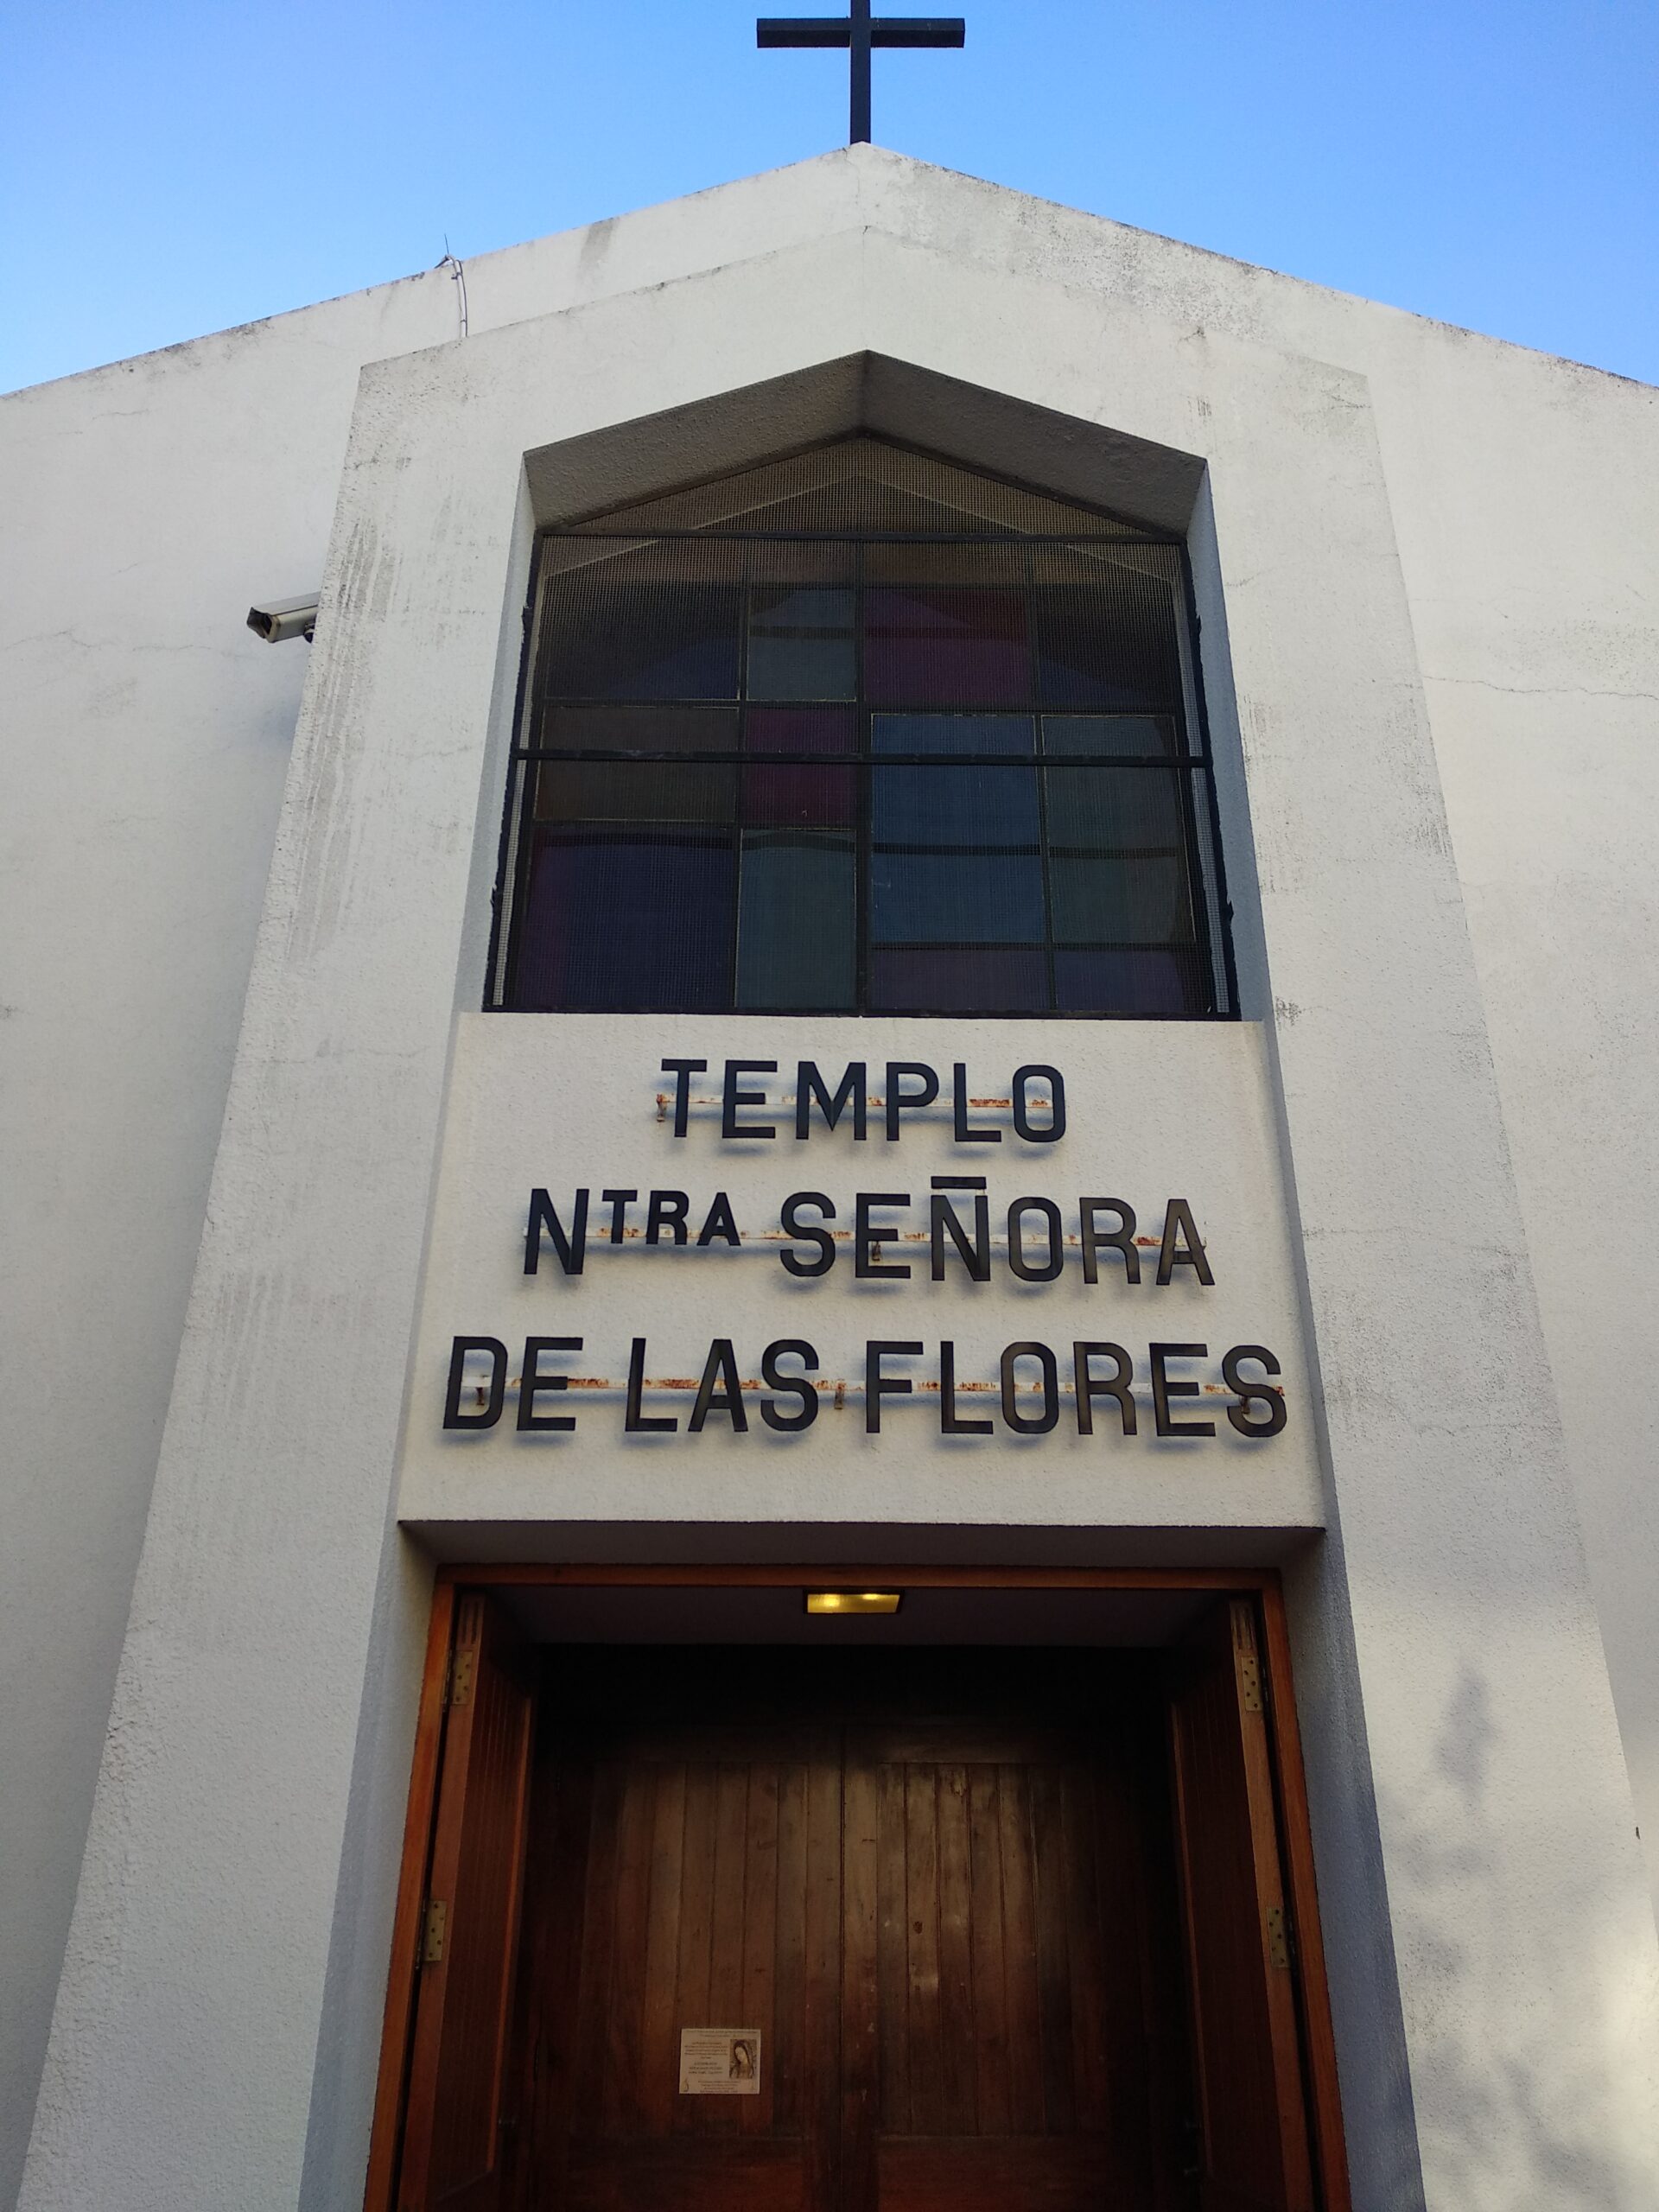 TEMPLO
NTRA SEÑORA
DE LAS FLORES